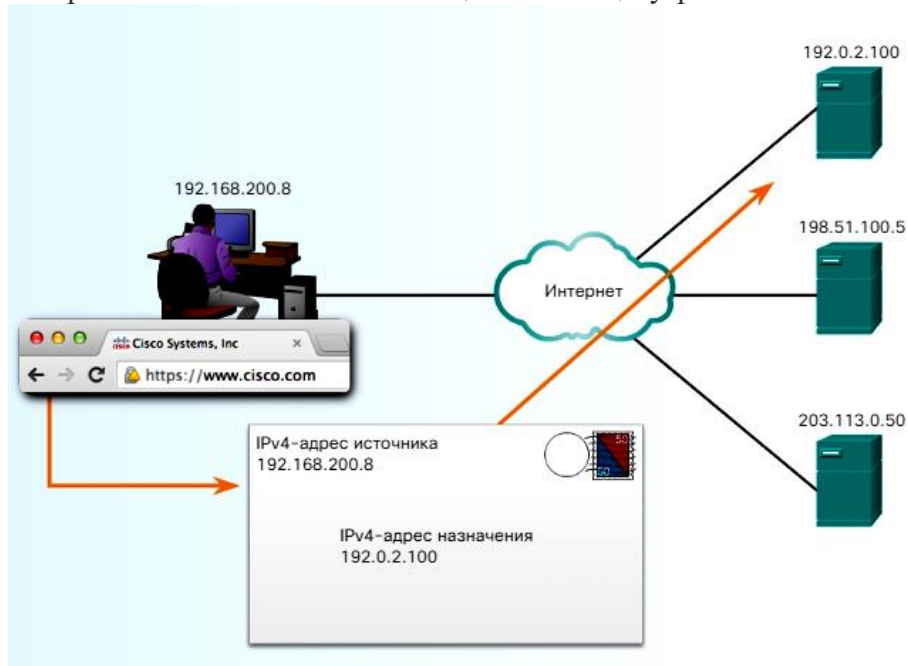 192.0.2.100
192.168.200.8
198.51.100.5
Интернет
Cisco Systems, Inc
https://www.cisco.com
203.113.0.50
IPv4-адрес источника
192.168.200.8
50
50
IPv4-адрес назначения
192.0.2.100